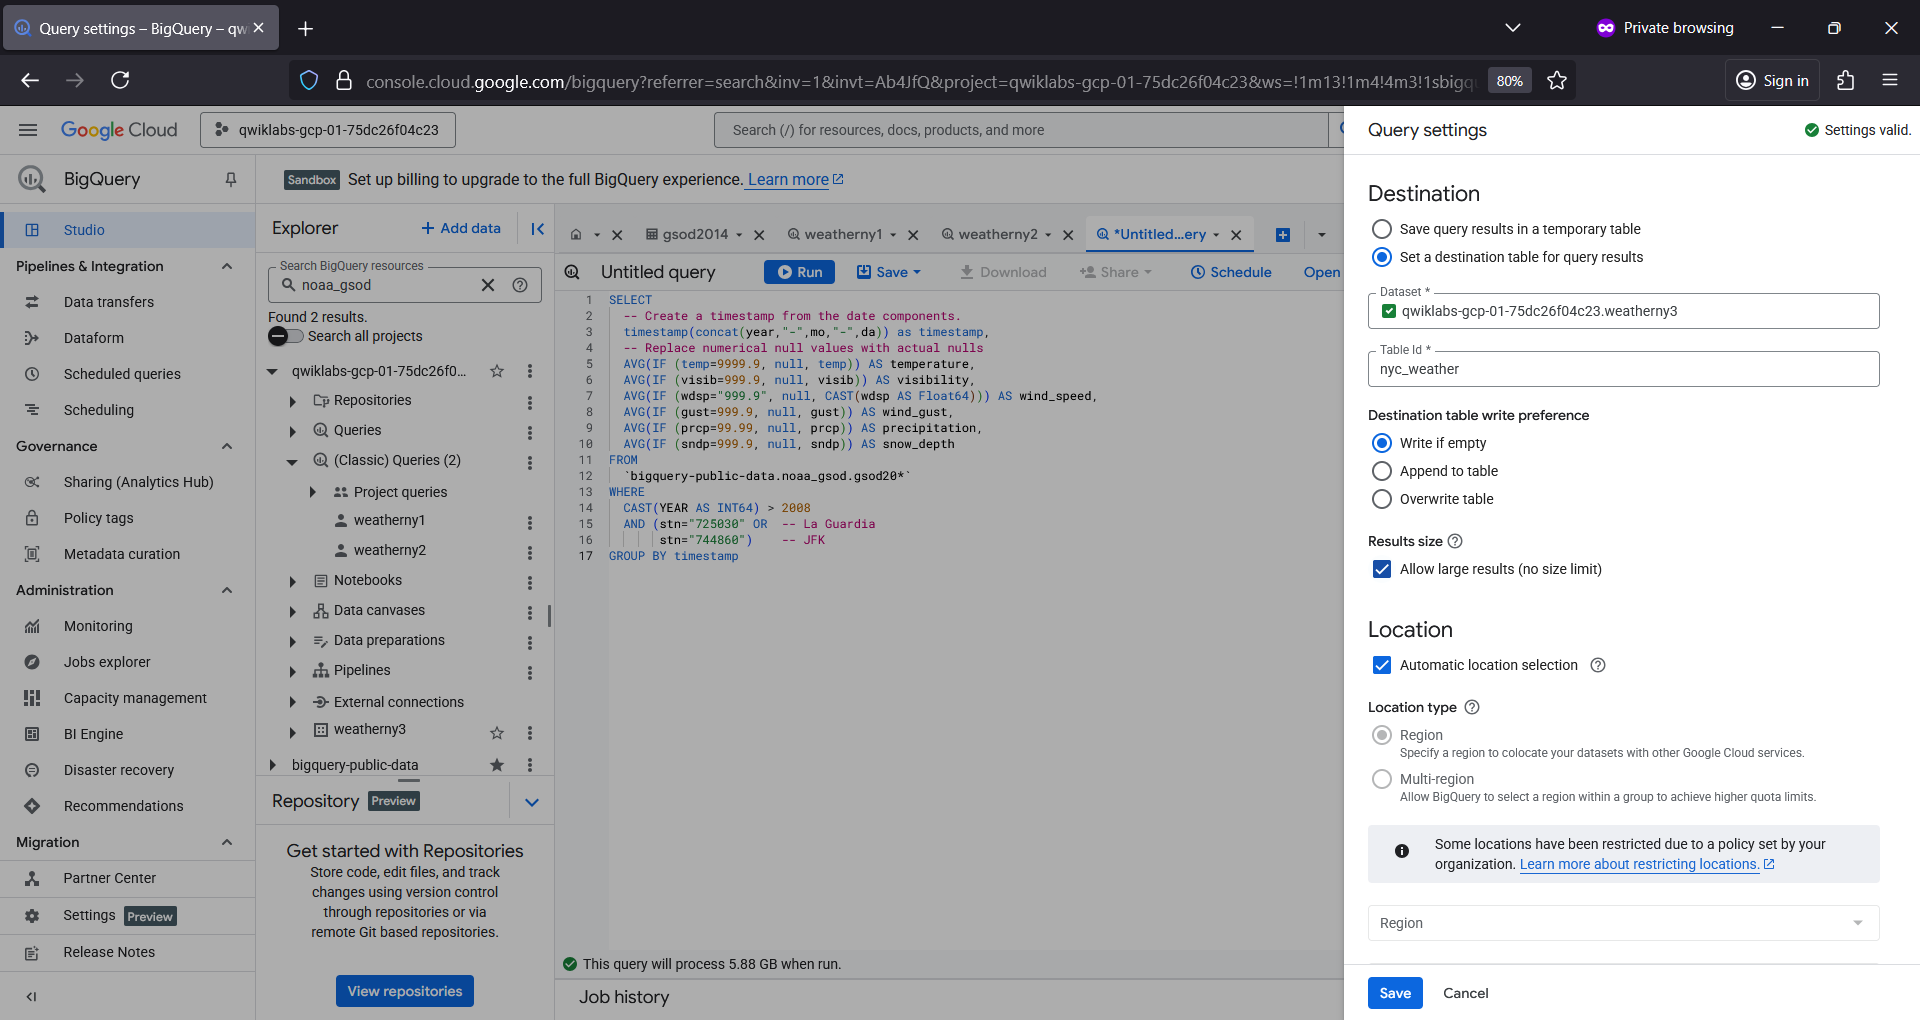 Query settings – BigQuery – qw
Private browsing
console.cloud.google.com/bigquery?referrer=search&inv=1&invt=Ab4JfQ&project=qwiklabs-gcp-01-75dc26f04c23&ws=!1m13!1m4!4m3!1sbigqu
80%
Sign in
Google Cloud
qwiklabs-gcp-01-75dc26f04c23
Search (/) for resources, docs, products, and more
BigQuery
Sandbox Set up billing to upgrade to the full BigQuery experience. Learn more
Studio
Pipelines & Integration
Data transfers
Dataform
Scheduled queries
Scheduling
Governance
Sharing (Analytics Hub)
Policy tags
Metadata curation
Administration
Monitoring
Jobs explorer
Capacity management
BI Engine
Disaster recovery
Recommendations
Migration
Partner Center
Settings Preview
Release Notes
Explorer
+ Add data
Search BigQuery resources
noaa_gsod
Found 2 results.
Search all projects
qwiklabs-gcp-01-75dc26f0...
Repositories
Queries
(Classic) Queries (2)
Project queries
weatherny1
weatherny2
Notebooks
Data canvases
Data preparations
Pipelines
External connections
weatherny3
bigquery-public-data
Repository Preview
Get started with Repositories
Store code, edit files, and track
changes using version control
through repositories or via
remote Git based repositories.
View repositories
gsod2014
weatherny1
weatherny2
*Untitled...ery
Untitled query
Run
Save
Download
Share
Schedule
Open
1 SELECT
2 -- Create a timestamp from the date components.
3 timestamp(concat(year,"-",mo,"-",da)) as timestamp,
4 -- Replace numerical null values with actual nulls
5 AVG(IF (temp=9999.9, null, temp)) AS temperature,
6 AVG(IF (visib=999.9, null, visib)) AS visibility,
7 AVG(IF (wdsp="999.9", null, CAST(wdsp AS Float64))) AS wind_speed,
8 AVG(IF (gust=999.9, null, gust)) AS wind_gust,
9 AVG(IF (prcp=99.99, null, prcp)) AS precipitation,
10 AVG(IF (sndp=999.9, null, sndp)) AS snow_depth
11 FROM
12 `bigquery-public-data.noaa_gsod.gsod20*`
13 WHERE
14 CAST(YEAR AS INT64) > 2008
15 AND (stn="725030" OR -- La Guardia
16 stn="744860") -- JFK
17 GROUP BY timestamp
This query will process 5.88 GB when run.
Job history
Query settings
Settings valid.
Destination
Save query results in a temporary table
Set a destination table for query results
Dataset *
qwiklabs-gcp-01-75dc26f04c23.weatherny3
Table Id *
nyc_weather
Destination table write preference
Write if empty
Append to table
Overwrite table
Results size
Allow large results (no size limit)
Location
Automatic location selection
Location type
Region
Specify a region to colocate your datasets with other Google Cloud services.
Multi-region
Allow BigQuery to select a region within a group to achieve higher quota limits.
Some locations have been restricted due to a policy set by your
organization. Learn more about restricting locations.
Region
Save
Cancel